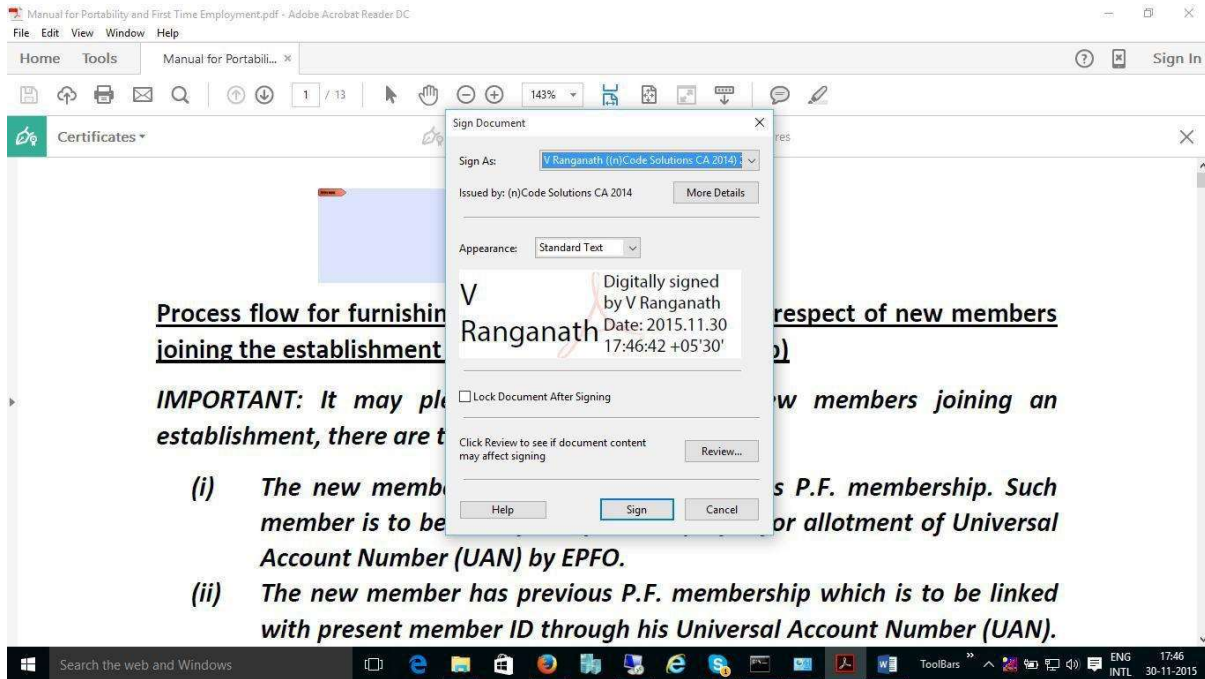 Manual for Portability and First Time Employment.pdf - Adobe Acrobat Reader DC
File Edit View Window Help
Home Tools Manual for Portabili... × Sign In
1 / 13 143%
Certificates
res
Sign Document
Sign As: V Ranganath ((n)Code Solutions CA 2014)
Issued by: (n)Code Solutions CA 2014 More Details
Appearance: Standard Text
V
Ranganath
Digitally signed
by V Ranganath
Date: 2015.11.30
17:46:42 +05'30'
Lock Document After Signing
Click Review to see if document content
may affect signing
Review...
Help Sign Cancel
Process flow for furnishin respect of new members
joining the establishment )
IMPORTANT: It may ple w members joining an
establishment, there are t
(i) The new memb s P.F. membership. Such
member is to be or allotment of Universal
Account Number (UAN) by EPFO.
(ii) The new member has previous P.F. membership which is to be linked
with present member ID through his Universal Account Number (UAN).
Search the web and Windows ToolBars ENG 17:46
INTL 30-11-2015